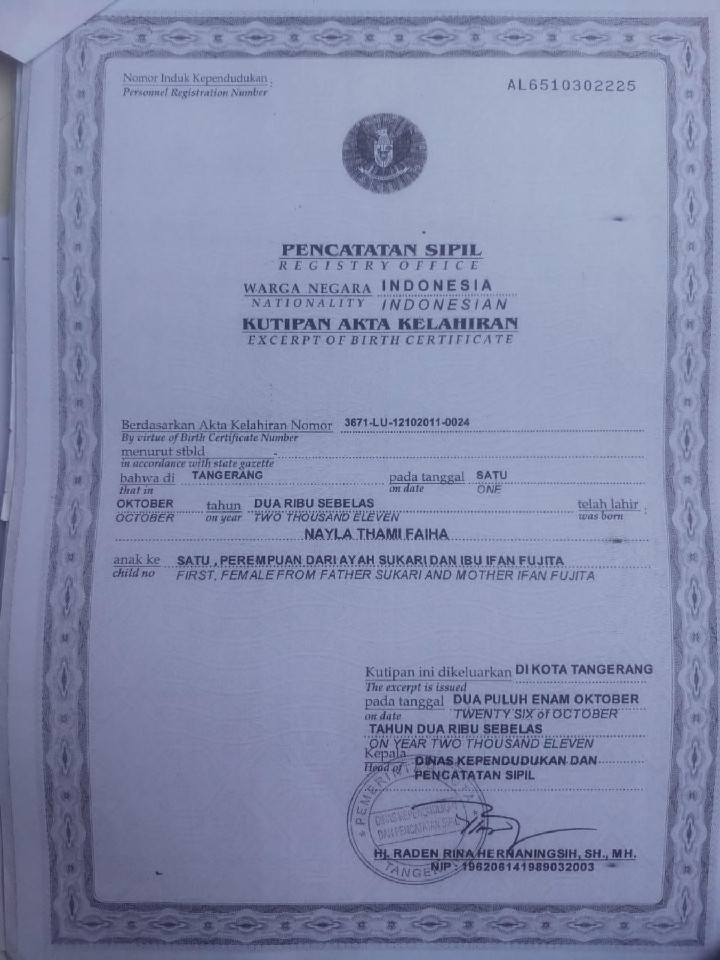 Nomor Induk Kependudukan :
Personnel Registration Number
AL6510302225
PENCATATAN SIPIL
REGISTRY OFFICE
WARGA NEGARA INDONESIA
NATIONALITY INDONESIAN
KUTIPAN AKTA KELAHIRAN
EXCERPT OF BIRTH CERTIFICATE
Berdasarkan Akta Kelahiran Nomor 3671-LU-12102011-0024
By virtue of Birth Certificate Number
menurut stbld -
in accordance with state gazette
bahwa di TANGERANG pada tanggal SATU
that in on date ONE
OKTOBER tahun DUA RIBU SEBELAS telah lahir :
OCTOBER on year TWO THOUSAND ELEVEN was born
NAYLA THAMI FAIHA
anak ke SATU , PEREMPUAN DARI AYAH SUKARI DAN IBU IFAN FUJITA
child no FIRST, FEMALE FROM FATHER SUKARI AND MOTHER IFAN FUJITA
Kutipan ini dikeluarkan DI KOTA TANGERANG
The excerpt is issued
pada tanggal DUA PULUH ENAM OKTOBER
on date TWENTY SIX of OCTOBER
TAHUN DUA RIBU SEBELAS
ON YEAR TWO THOUSAND ELEVEN
Kepala DINAS KEPENDUDUKAN DAN
Head of PENCATATAN SIPIL
DINAS KEPENDUDUKAN
DAN PENCATATAN SIPIL
HJ. RADEN RINA HERNANINGSIH, SH., MH.
NIP : 196206141989032003